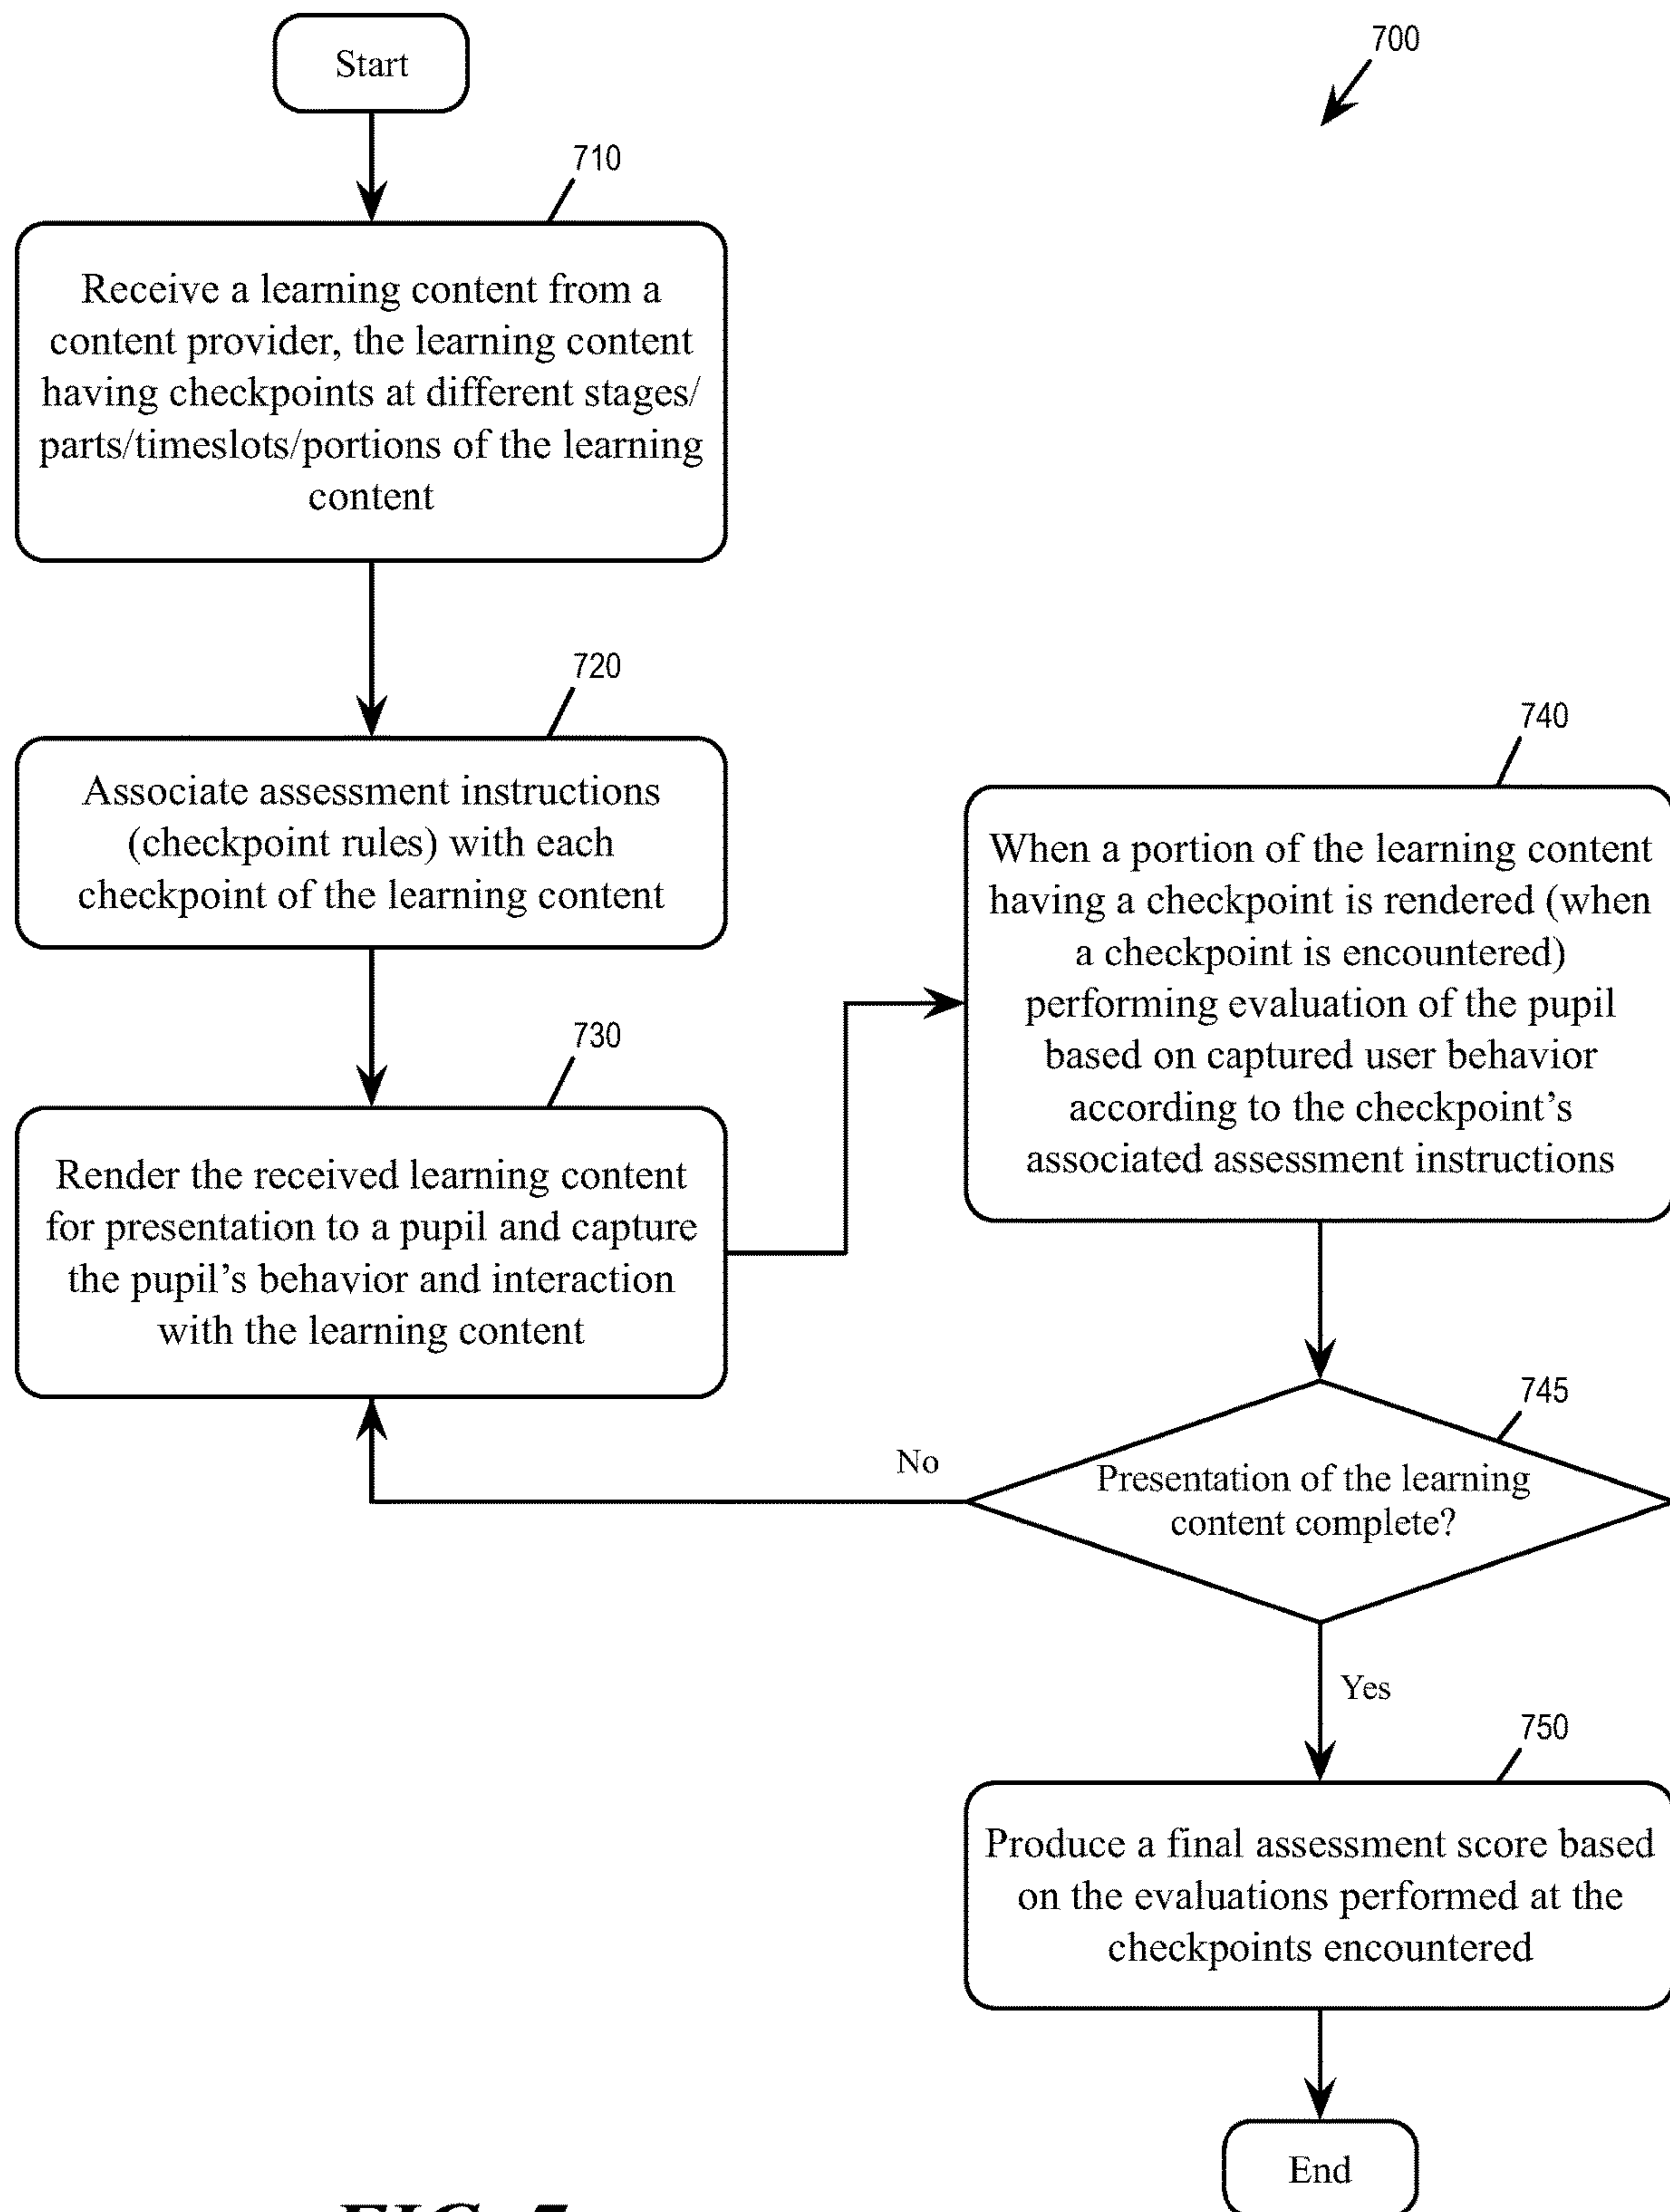 Start
700
710
Receive a learning content from a
content provider, the learning content
having checkpoints at different stages/
parts/timeslots/portions of the learning
content
720
Associate assessment instructions
(checkpoint rules) with each
checkpoint of the learning content
730
Render the received learning content
for presentation to a pupil and capture
the pupil's behavior and interaction
with the learning content
740
When a portion of the learning content
having a checkpoint is rendered (when
a checkpoint is encountered)
performing evaluation of the pupil
based on captured user behavior
according to the checkpoint's
associated assessment instructions
745
Presentation of the learning
content complete?
No
Yes
750
Produce a final assessment score based
on the evaluations performed at the
checkpoints encountered
End